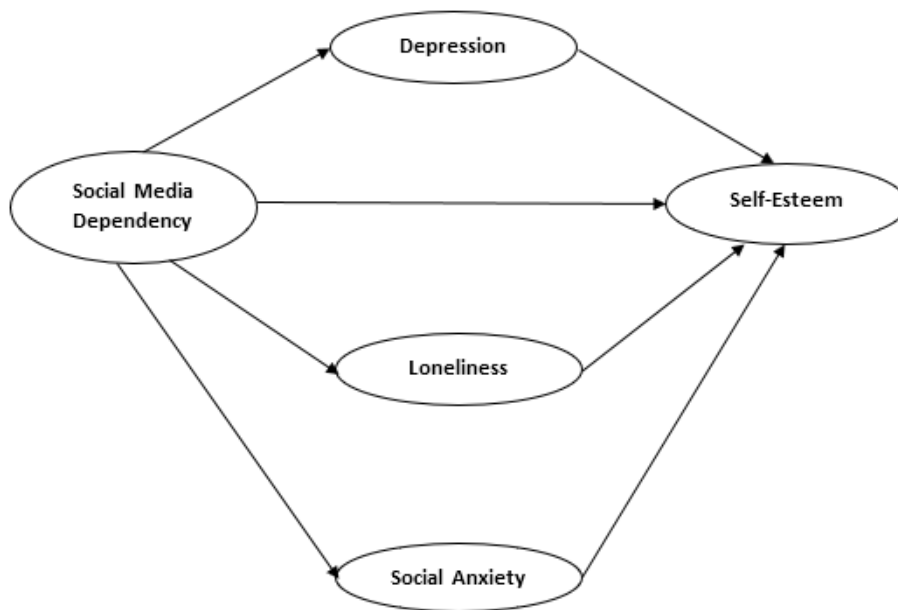 Depression
Social Media
Dependency
Self-Esteem
Loneliness
Social Anxiety